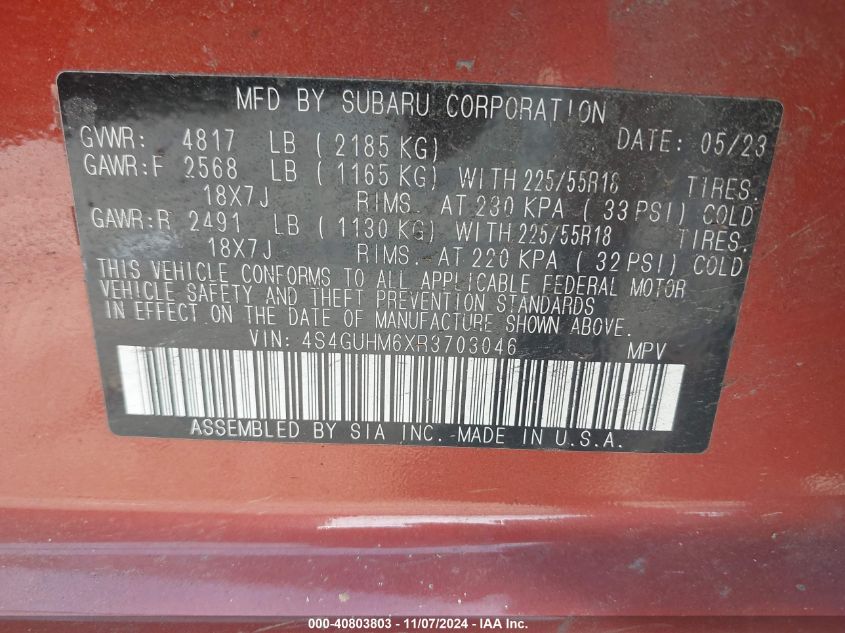 MFD BY SUBARU CORPORATION
GVWR: 4817 LB ( 2185 KG) DATE: 05/23
GAWR:F 2568 LB ( 1165 KG) WITH 225/55R18 TIRES.
18X7J RIMS. AT 230 KPA ( 33 PSI) COLD
GAWR:R 2491 LB ( 1130 KG) WITH 225/55R18 TIRES.
18X7J RIMS. AT 220 KPA ( 32 PSI) COLD
THIS VEHICLE CONFORMS TO ALL APPLICABLE FEDERAL MOTOR
VEHICLE SAFETY AND THEFT PREVENTION STANDARDS
IN EFFECT ON THE DATE OF MANUFACTURE SHOWN ABOVE.
VIN: 4S4GUHM6XR3703046 MPV
ASSEMBLED BY SIA INC. MADE IN U.S.A.
000-40803803 - 11/07/2024 - IAAI, Inc.